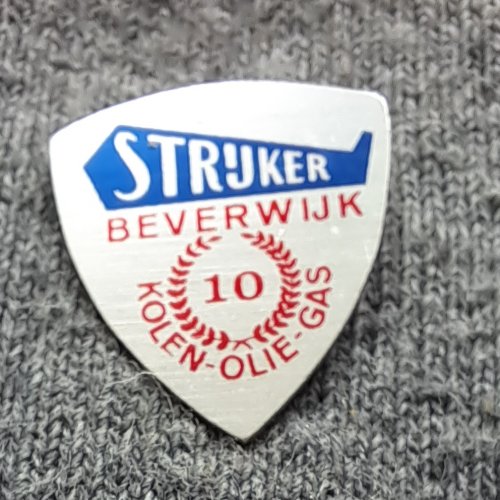 STRIJKER
BEVERWIJK
10
KOLEN-OLIE-GAS